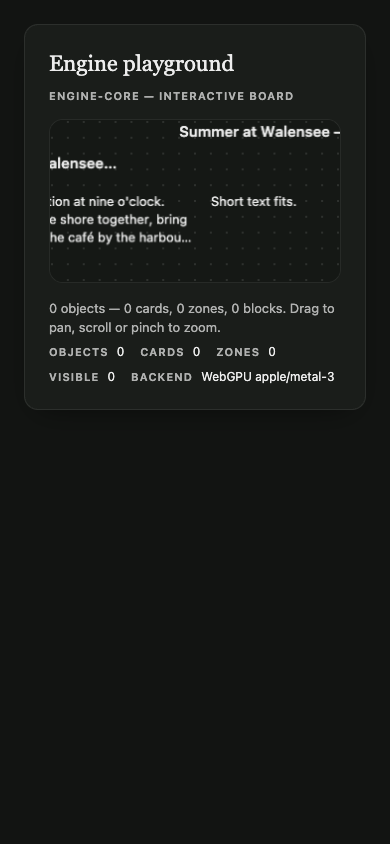 Engine playground
ENGINE-CORE — INTERACTIVE BOARD
Summer at Walensee –
alensee...
tion at nine o'clock.
Short text fits.
e shore together, bring
he café by the harbou...
0 objects — 0 cards, 0 zones, 0 blocks. Drag to
pan, scroll or pinch to zoom.
OBJECTS 0 CARDS 0 ZONES 0
VISIBLE 0 BACKEND WebGPU apple/metal-3